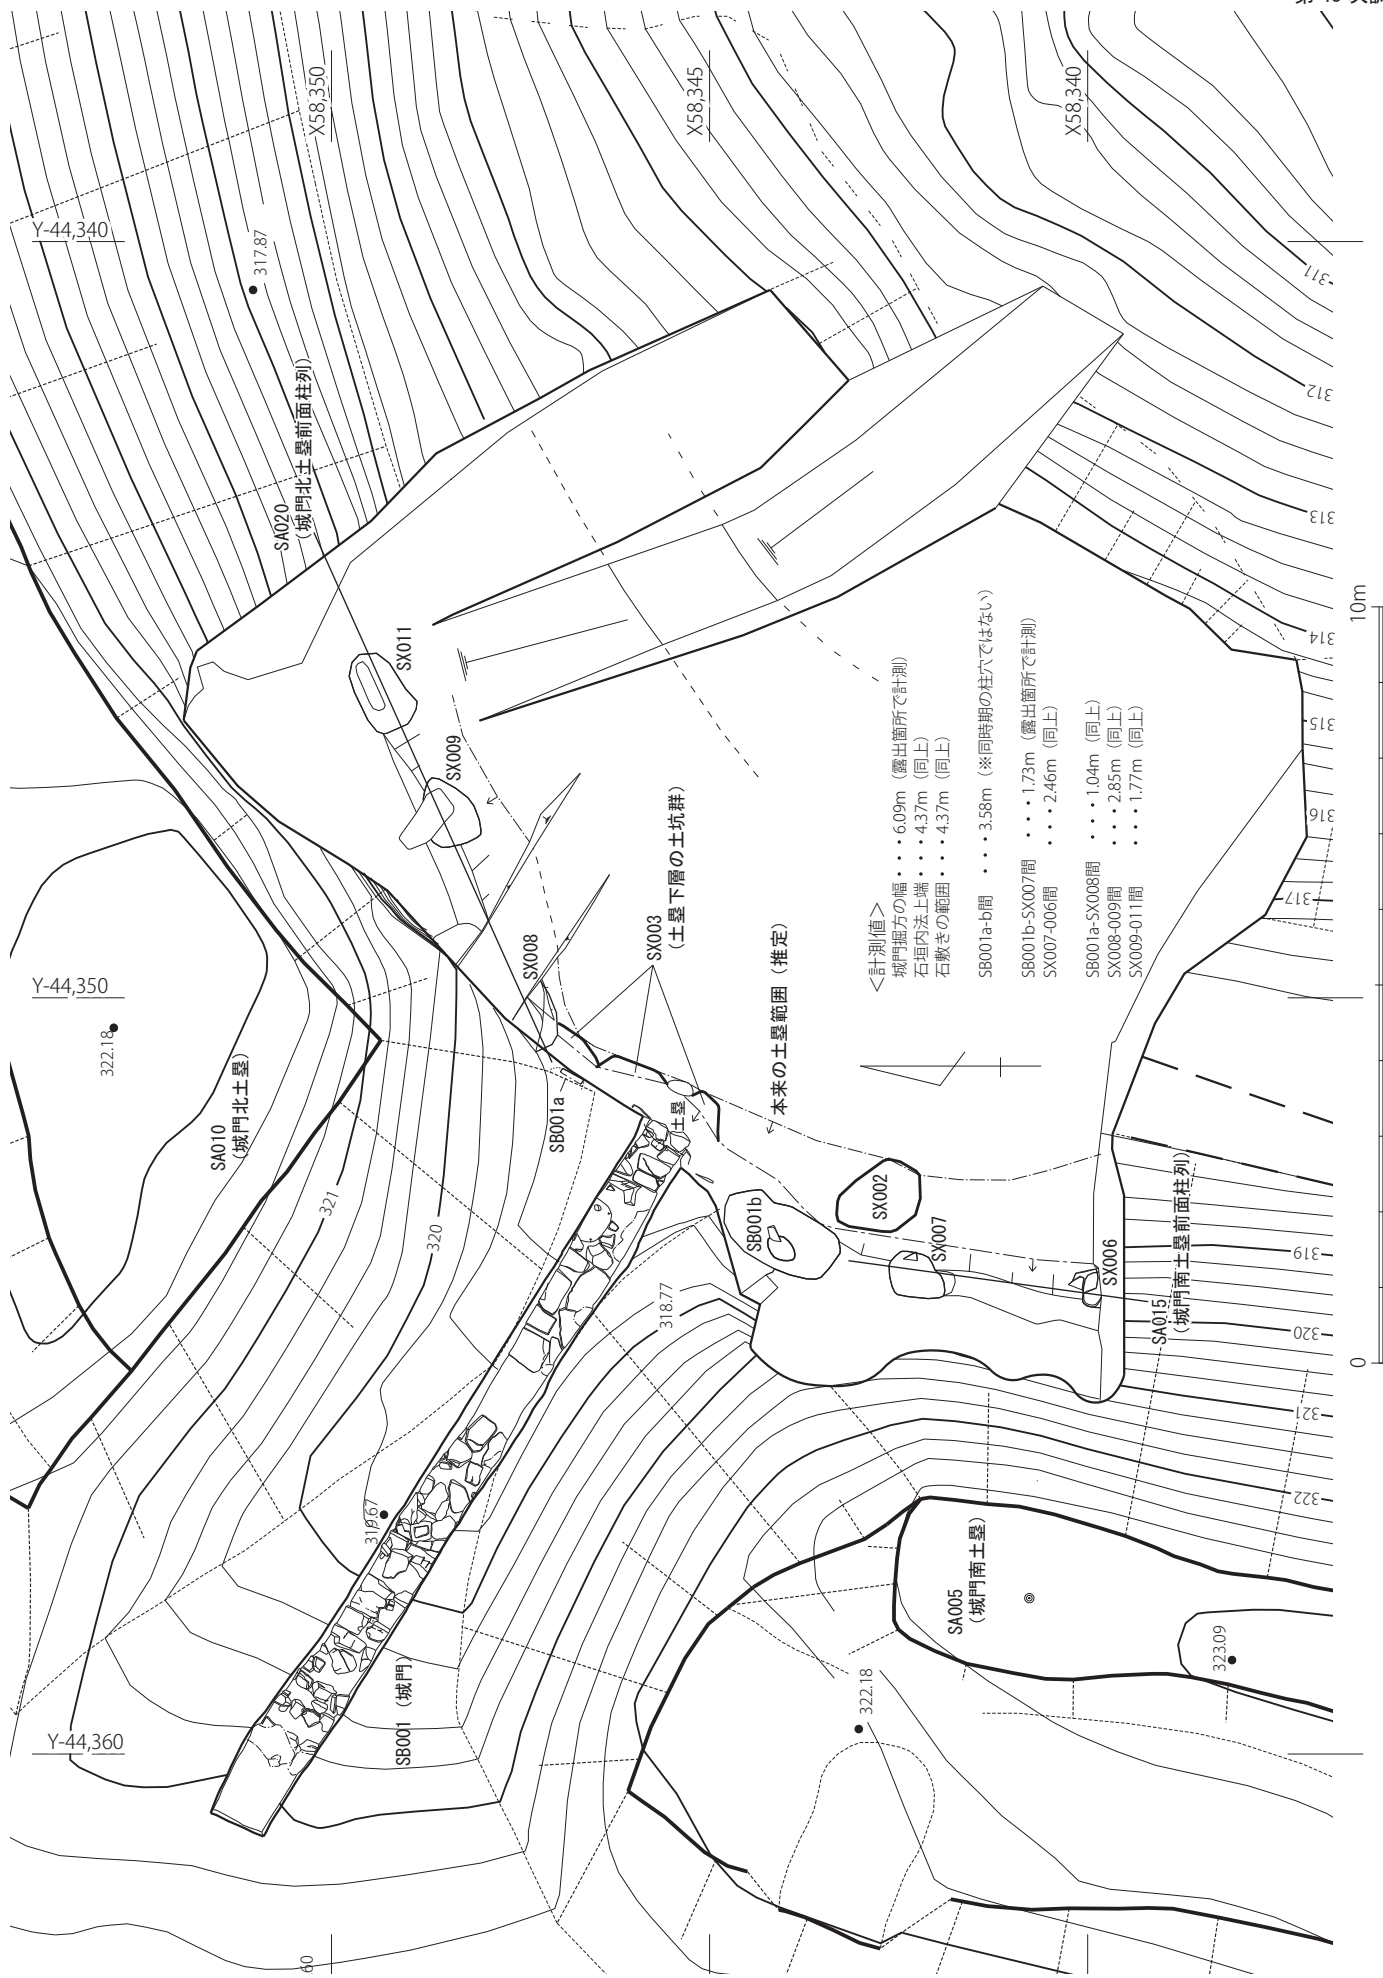 X58,350
X58,345
X58,340
Y-44,340
317.87
SA020
（城門北土塁前面柱列）
311
312
313
314
315
316
317
SX011
SX009
SX008
SX003
（土塁下層の土坑群）
本来の土塁範囲（推定）
<計測値>
城門掘方の幅・・・6.09m（露出箇所で計測）
石垣内法上端・・・4.37m（同上）
石敷きの範囲・・・4.37m（同上）
SB001a-b間　・・・3.58m（※同時期の柱穴ではない）
SB001b-SX007間　・・・1.73m（露出箇所で計測）
SX007-006間　・・・2.46m（同上）
SB001a-SX008間　・・・1.04m（同上）
SX008-009間　・・・2.85m（同上）
SX009-011間　・・・1.77m（同上）
Y-44,350
322.18
SA010
（城門北土塁）
321
320
SB001a
土塁
SB001b
SX002
SX007
SX006
SA015
（城門南土塁前面柱列）
319
320
321
322
318.77
319.67
SB001（城門）
SA005
（城門南土塁）
323.09
322.18
Y-44,360
60
0
10m